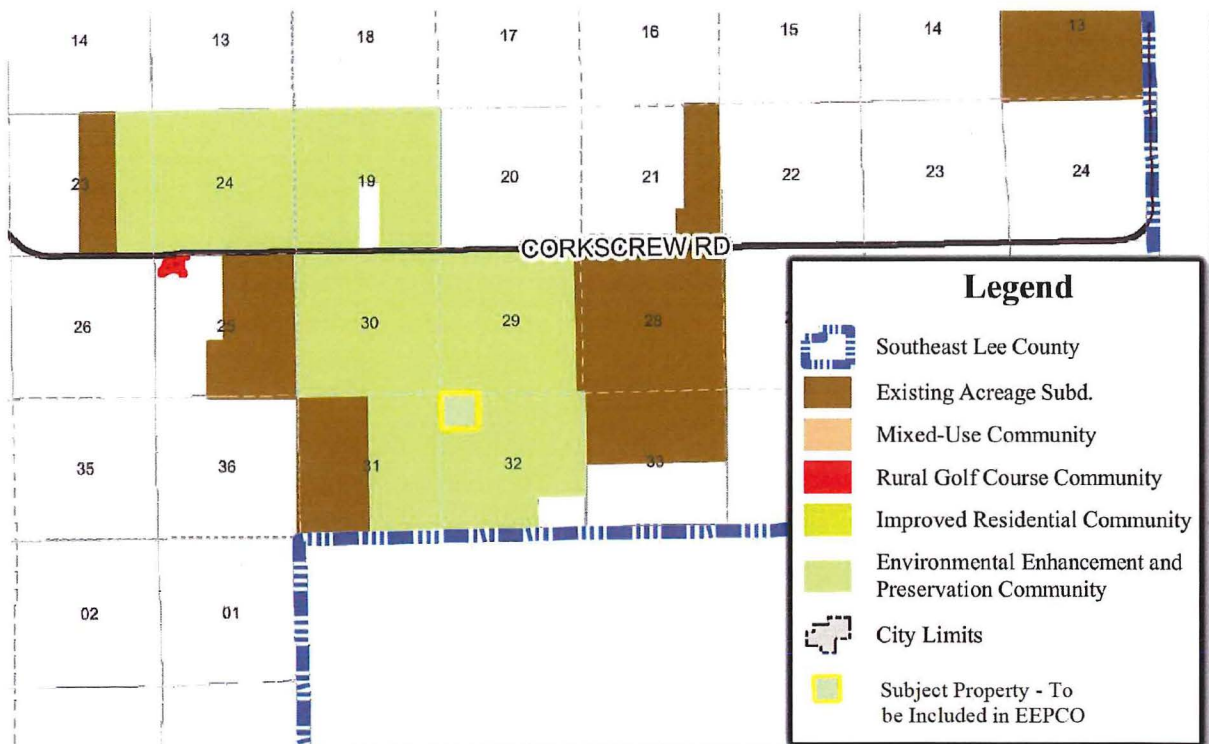 14 13 18 17 16 15 14 13
23 24 19 20 21 22 23 24
CORKSCREW RD
26 25 30 29 28
35 36 31 32 33
02 01
Legend
Southeast Lee County
Existing Acreage Subd.
Mixed-Use Community
Rural Golf Course Community
Improved Residential Community
Environmental Enhancement and
Preservation Community
City Limits
Subject Property - To
be Included in EEPCO